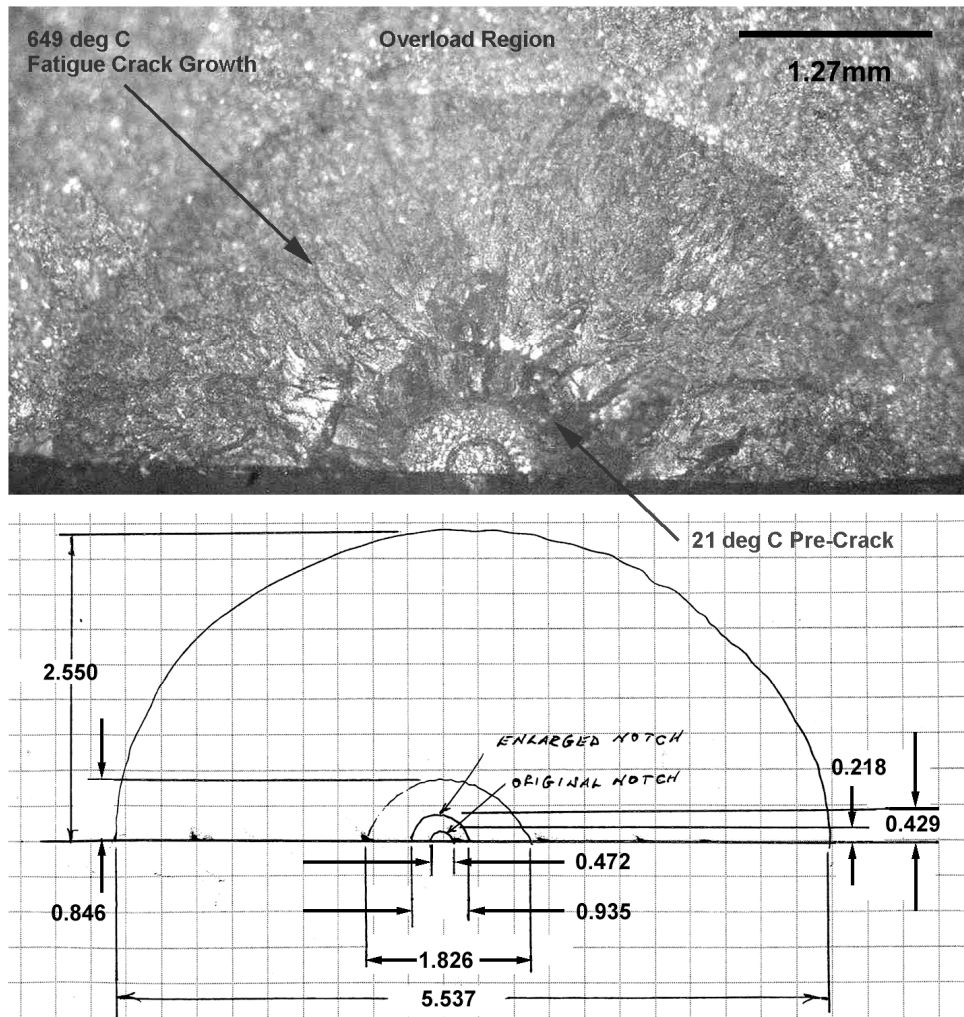 649 deg C
Fatigue Crack Growth
Overload Region
1.27mm
21 deg C Pre-Crack
2.550
ENLARGED NOTCH
ORIGINAL NOTCH
0.218
0.429
0.472
0.846
0.935
1.826
5.537